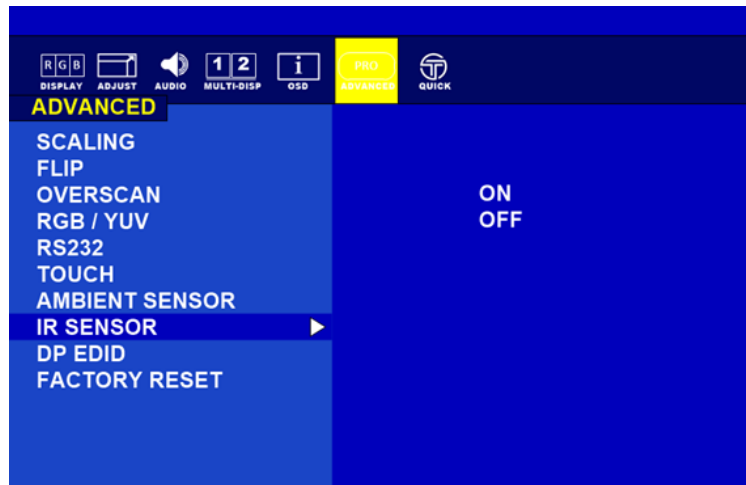 R G B
1 2
i
PRO
DISPLAY ADJUST AUDIO MULTI-DISP OSD ADVANCED QUICK
ADVANCED
SCALING
FLIP
OVERSCAN ON
RGB / YUV OFF
RS232
TOUCH
AMBIENT SENSOR
IR SENSOR
DP EDID
FACTORY RESET